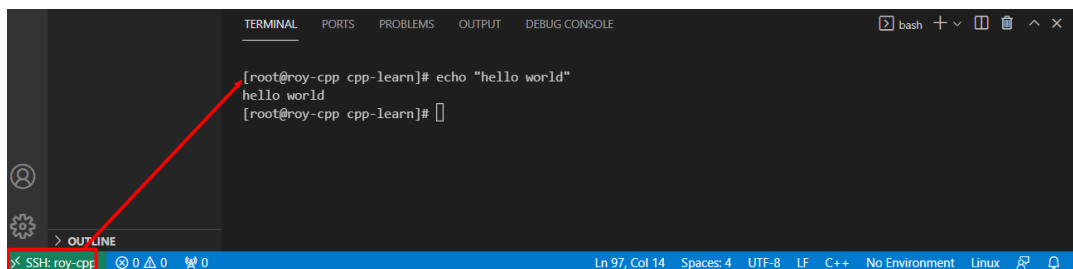 TERMINAL PORTS PROBLEMS OUTPUT DEBUG CONSOLE bash
[root@roy-cpp cpp-learn]# echo "hello world"
hello world
[root@roy-cpp cpp-learn]#
OUTLINE
SSH: roy-cpp 0 0 0 Ln 97, Col 14 Spaces: 4 UTF-8 LF C++ No Environment Linux